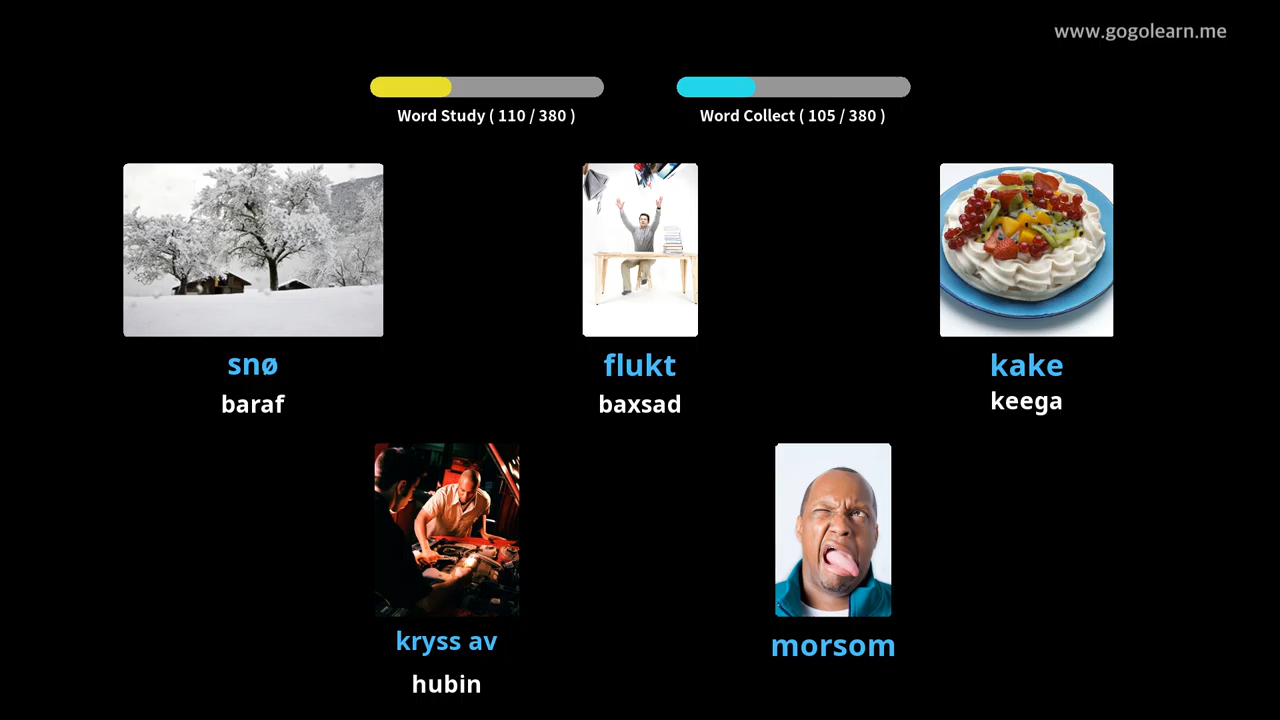 www.gogolearn.me
Word Study ( 110 / 380 )
Word Collect ( 105 / 380 )
snø
flukt
kake
baraf
baxsad
keega
kryss av
morsom
hubin